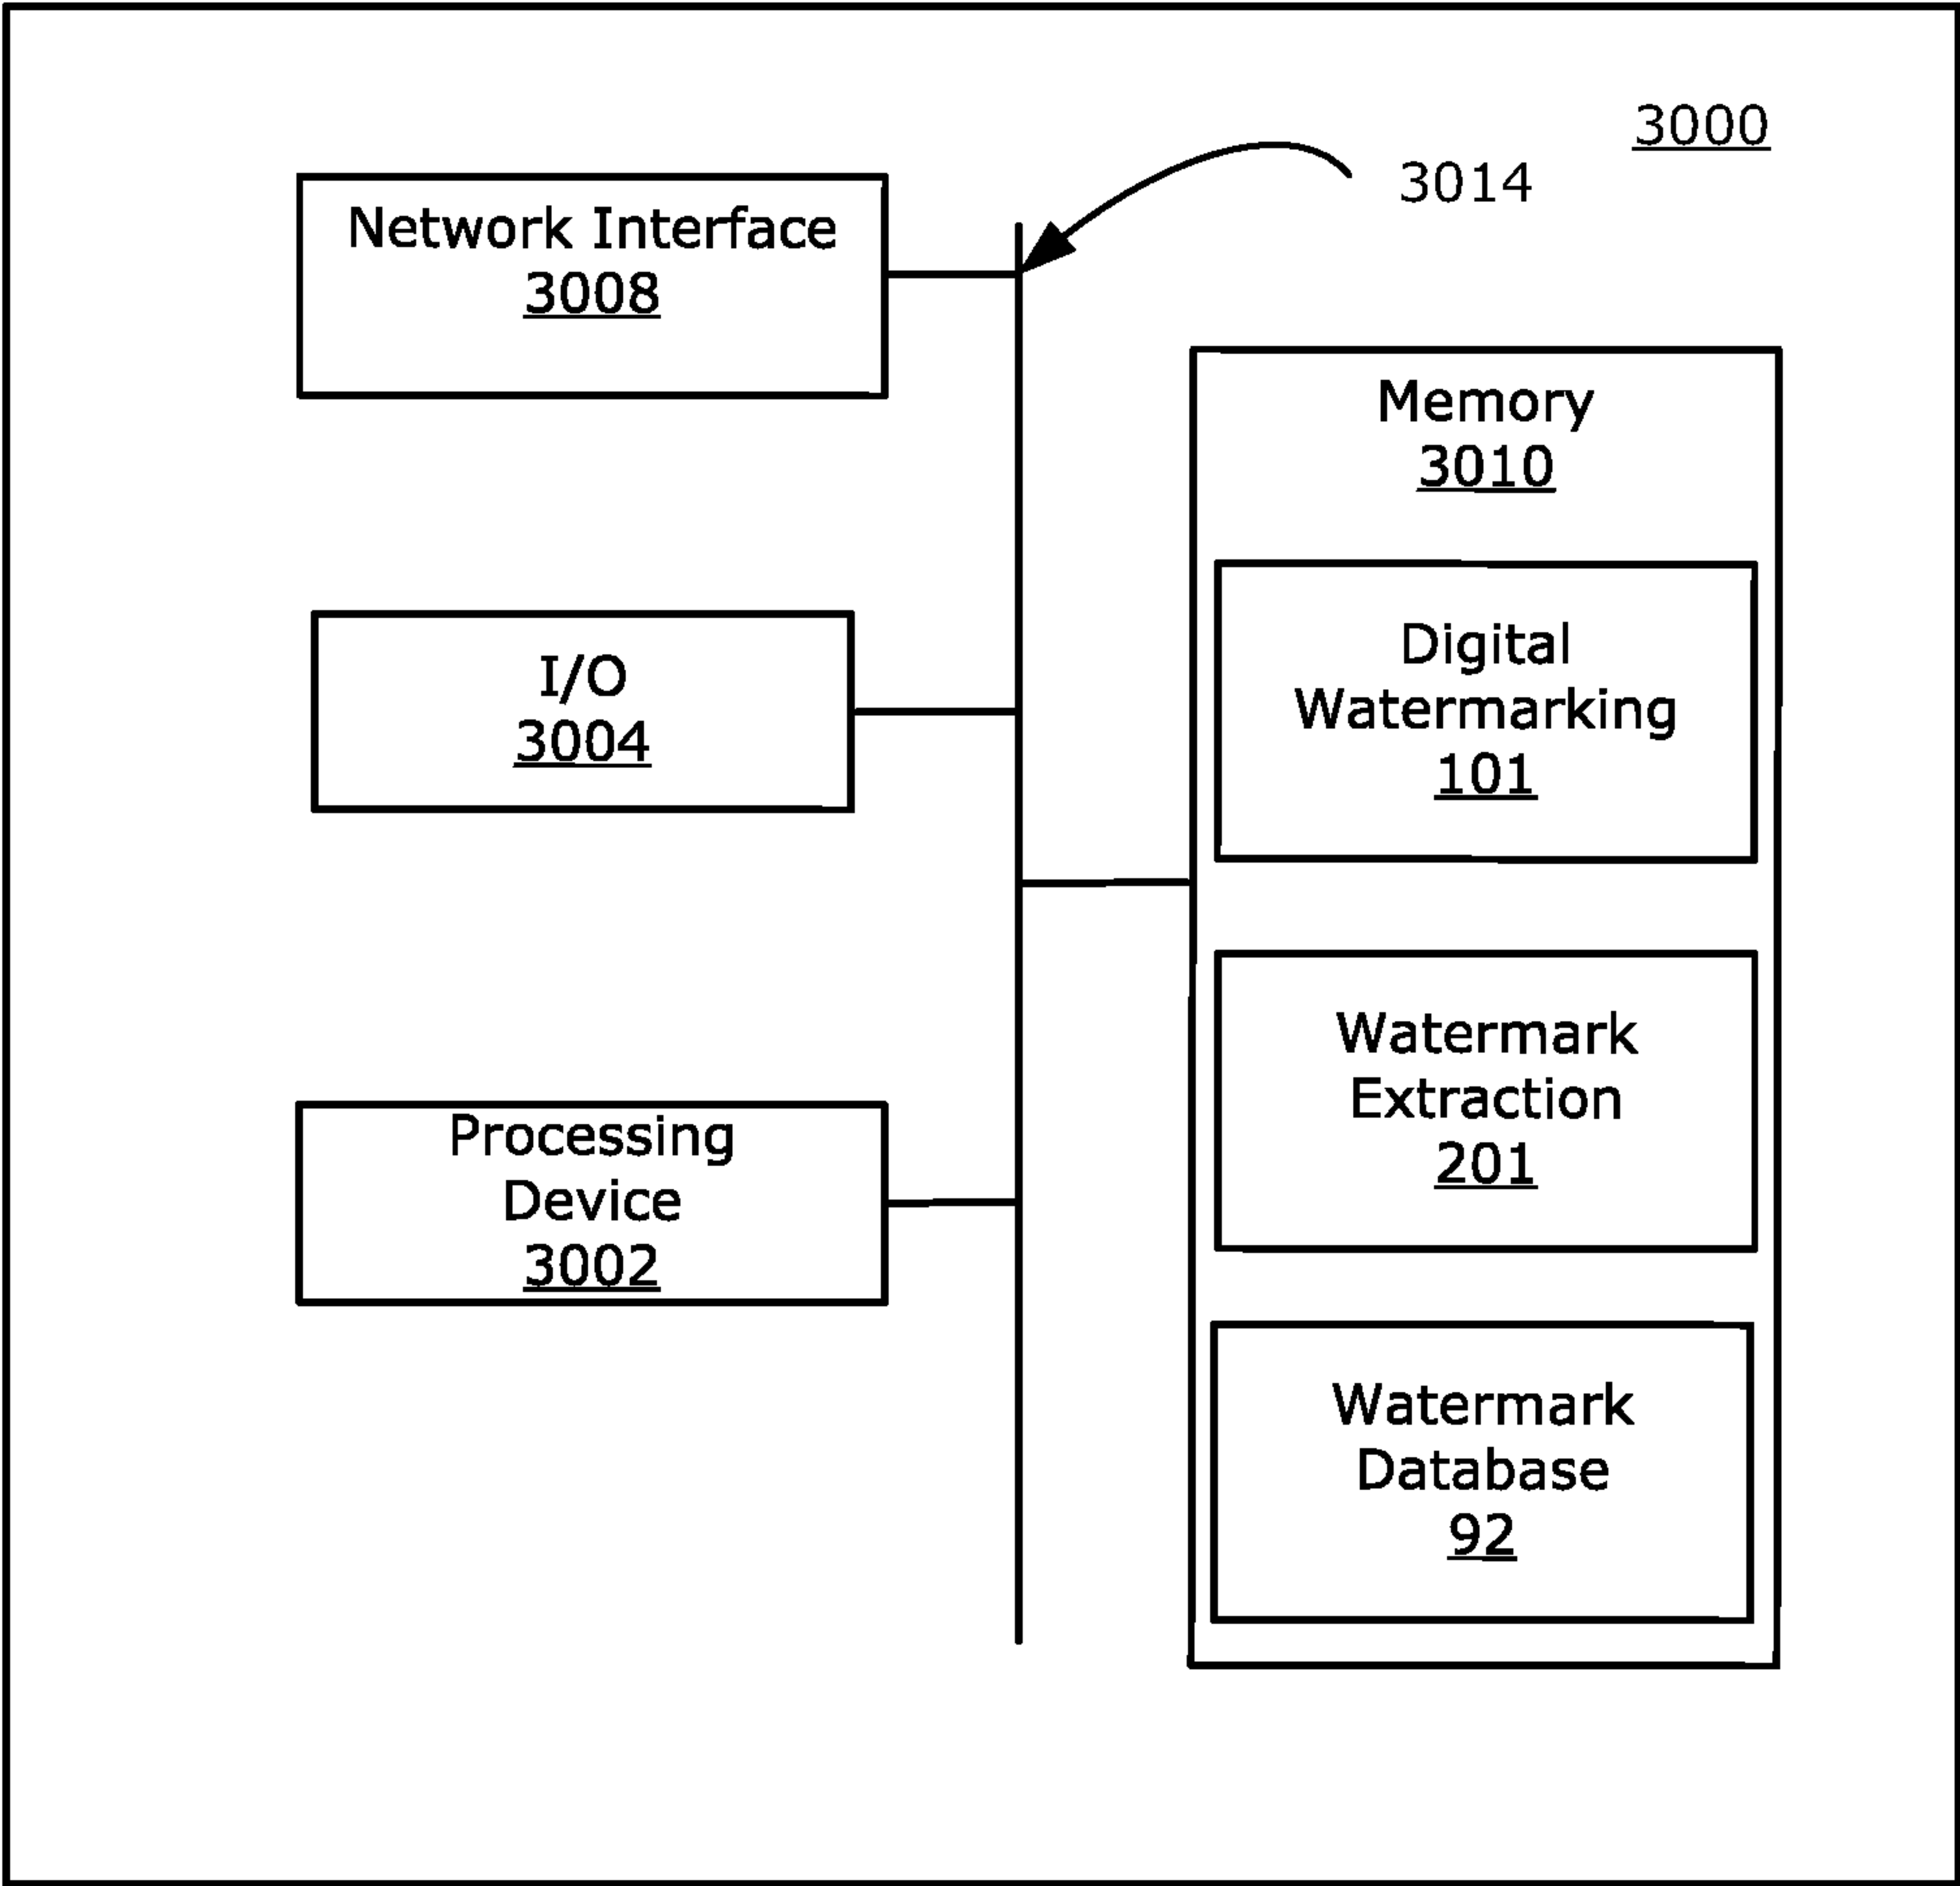 3000
3014
Network Interface
3008
I/O
3004
Processing
Device
3002
Memory
3010
Digital
Watermarking
101
Watermark
Extraction
201
Watermark
Database
92